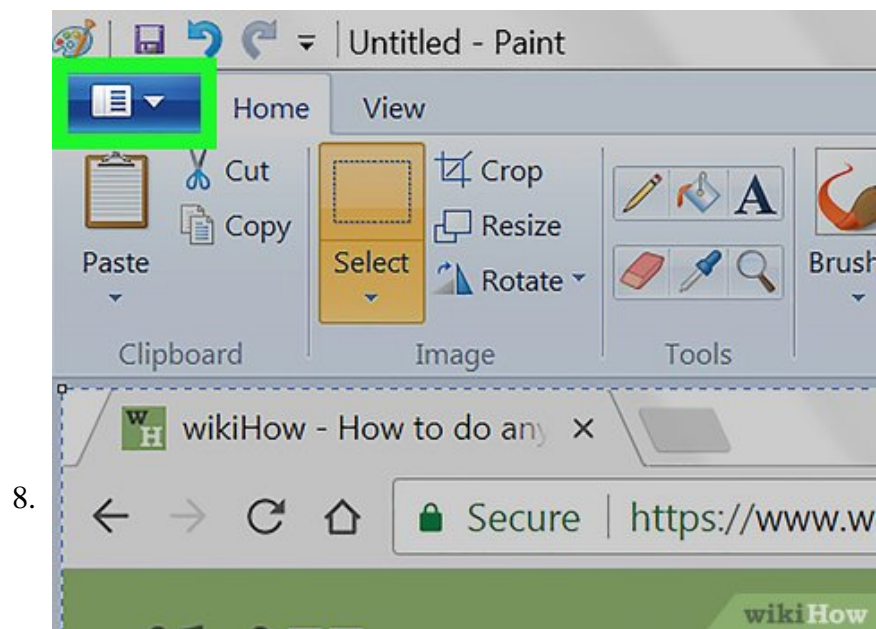 Untitled - Paint
Home View
Cut
Copy
Paste
Clipboard
Select
Crop
Resize
Rotate
Image
A
Tools
Brush
8.
WH wikiHow - How to do any
Secure https://www.w
wikiHow